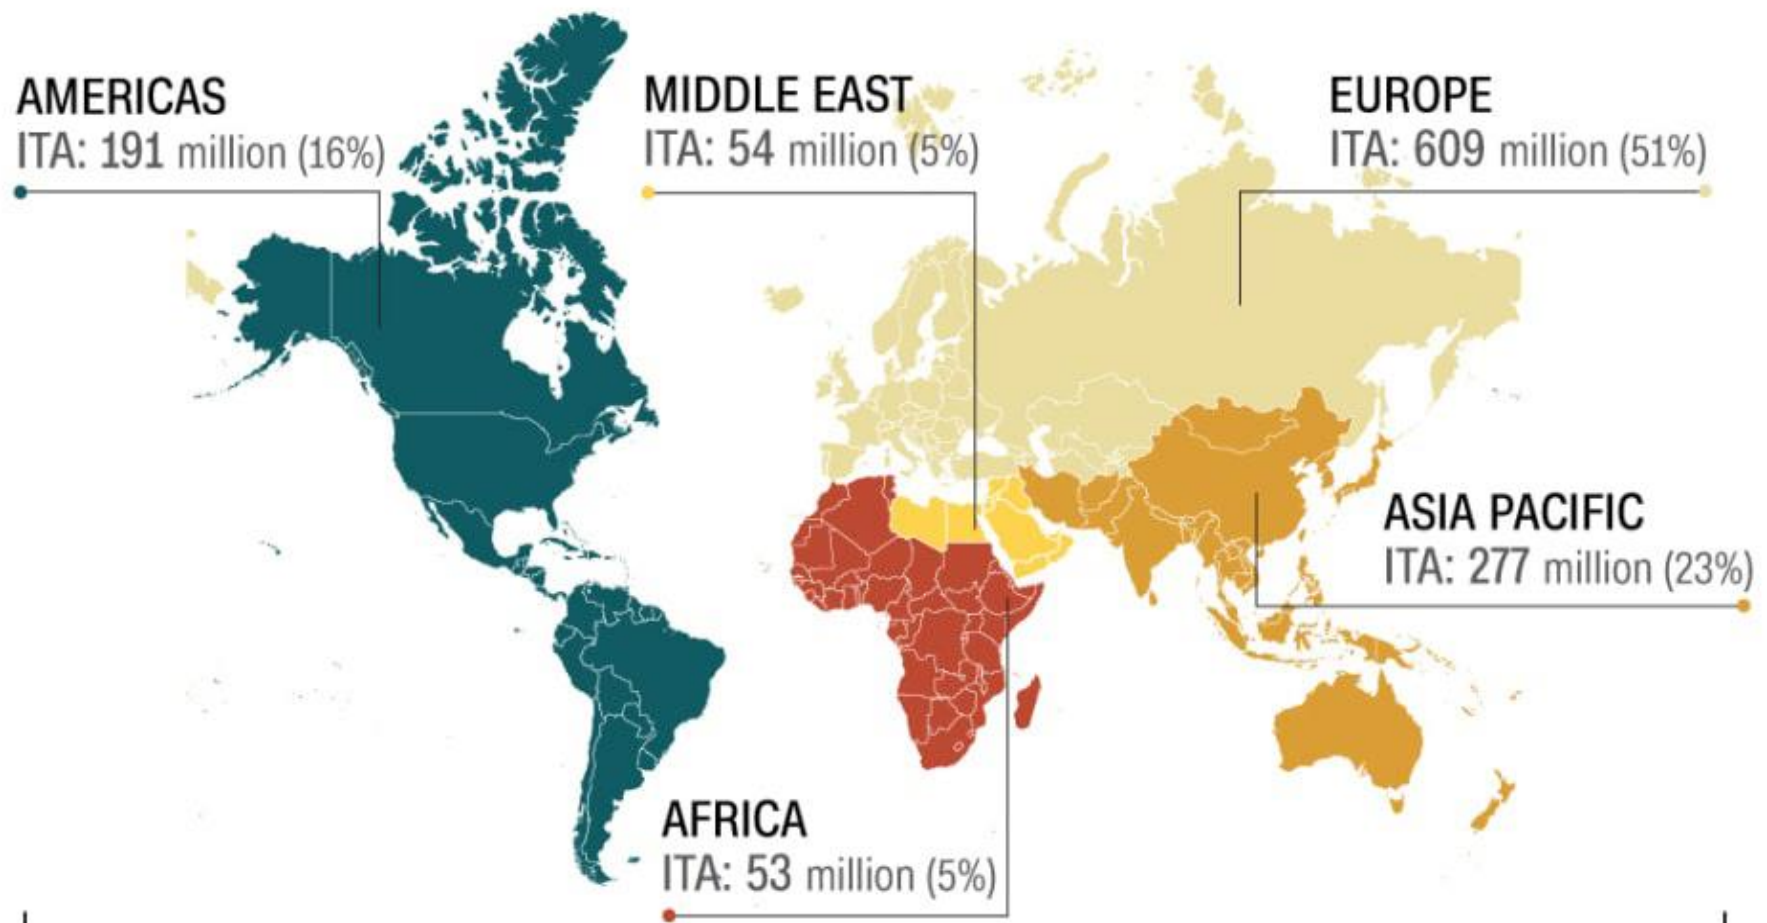 AMERICAS
ITA: 191 million (16%)
MIDDLE EAST
ITA: 54 million (5%)
EUROPE
ITA: 609 million (51%)
ASIA PACIFIC
ITA: 277 million (23%)
AFRICA
ITA: 53 million (5%)